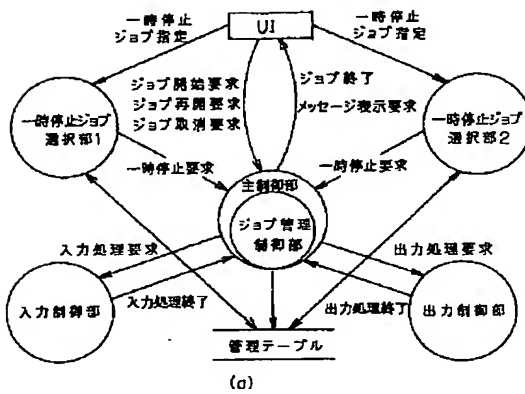 一時停止
ジョブ指定
UI
一時停止
ジョブ指定
ジョブ開始要求
ジョブ再開要求
ジョブ取消要求
ジョブ終了
メッセージ表示要求
一時停止ジョブ
選択部1
一時停止ジョブ
選択部2
一時停止要求
一時停止要求
主制御部
ジョブ管理
制御部
入力処理要求
出力処理要求
入力制御部
入力処理終了
出力処理終了
出力制御部
管理テーブル
(a)